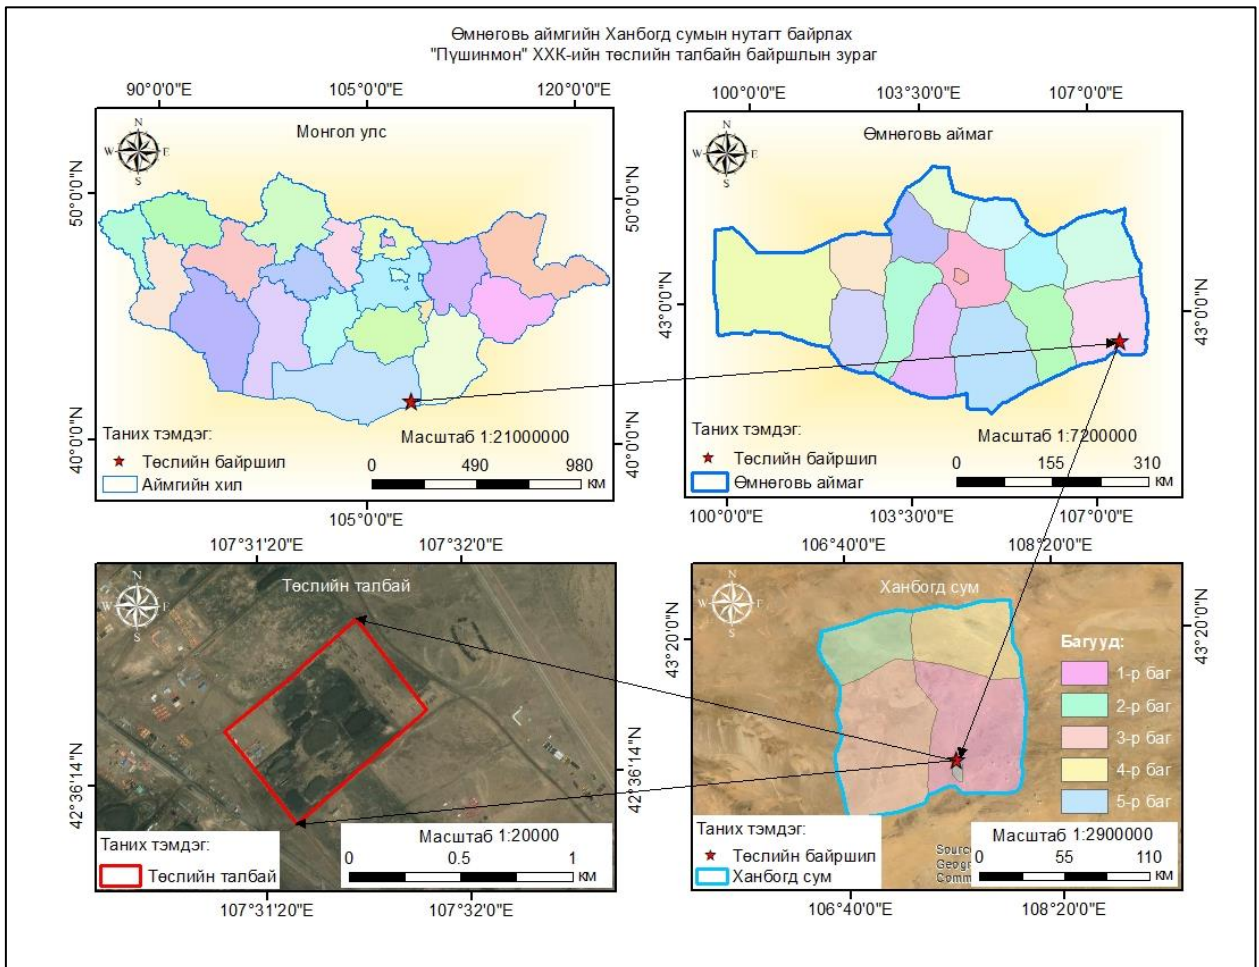 Өмнөговь аймгийн Ханбогд сумын нутагт байрлах
"Пүшинмон" ХХК-ийн төслийн талбайн байршлын зураг
90°0'0"E 105°0'0"E 120°0'0"E
Монгол улс
N
W E
S
50°0'0"N
50°0'0"N
40°0'0"N
40°0'0"N
Таних тэмдэг:
Төслийн байршил
Аймгийн хил
Масштаб 1:21000000
0 490 980
КМ
105°0'0"E
100°0'0"E 103°30'0"E 107°0'0"E
Өмнөговь аймаг
N
W E
S
43°0'0"N
43°0'0"N
Таних тэмдэг:
Төслийн байршил
Өмнөговь аймаг
Масштаб 1:7200000
0 155 310
КМ
100°0'0"E 103°30'0"E 107°0'0"E
107°31'20"E 107°32'0"E
Төслийн талбай
N
W E
S
42°36'14"N
42°36'14"N
Таних тэмдэг:
Төслийн талбай
Масштаб 1:20000
0 0.5 1
КМ
107°31'20"E 107°32'0"E
106°40'0"E 108°20'0"E
Ханбогд сум
N
W E
S
43°20'0"N
43°20'0"N
Багууд:
1-р баг
2-р баг
3-р баг
4-р баг
5-р баг
Таних тэмдэг:
Төслийн байршил
Ханбогд сум
Масштаб 1:2900000
0 55 110
КМ
106°40'0"E 108°20'0"E